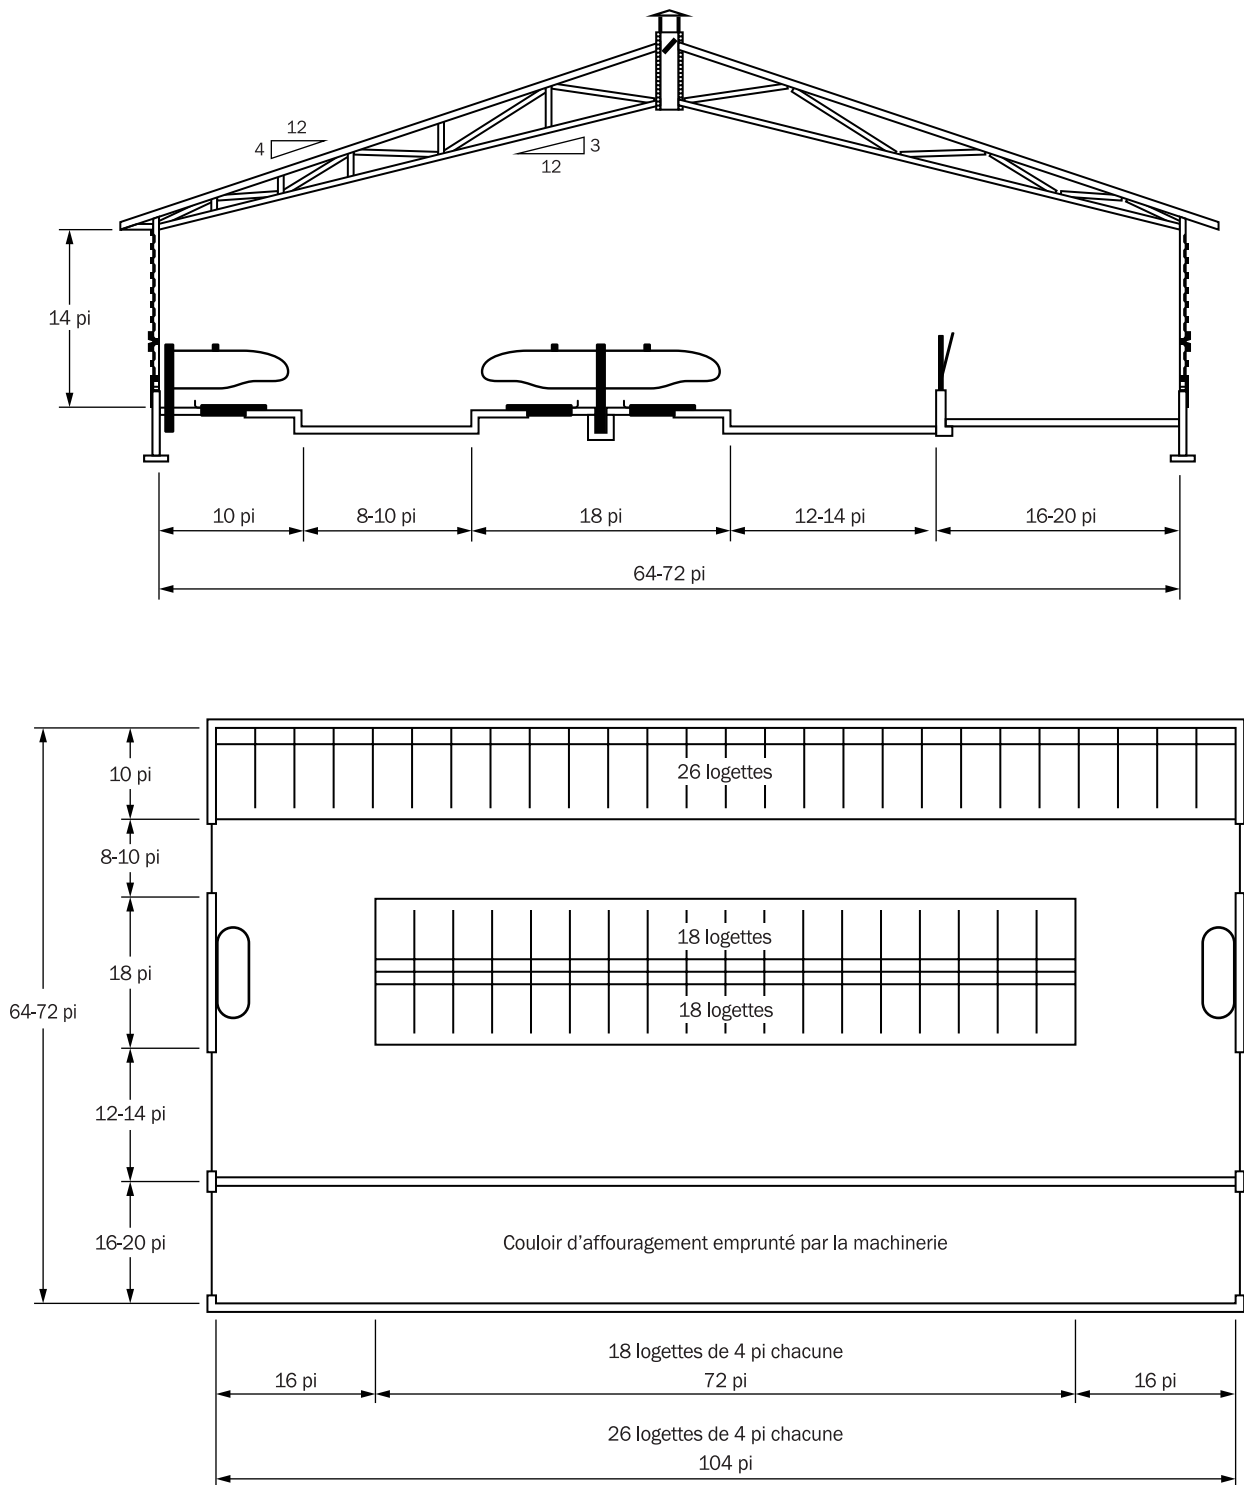 12
4
3
12
14 pi
10 pi
8-10 pi
18 pi
12-14 pi
16-20 pi
64-72 pi
10 pi
26 logettes
8-10 pi
18 logettes
18 pi
64-72 pi
18 logettes
12-14 pi
16-20 pi
Couloir d’affouragement emprunté par la machinerie
18 logettes de 4 pi chacune
16 pi
72 pi
16 pi
26 logettes de 4 pi chacune
104 pi